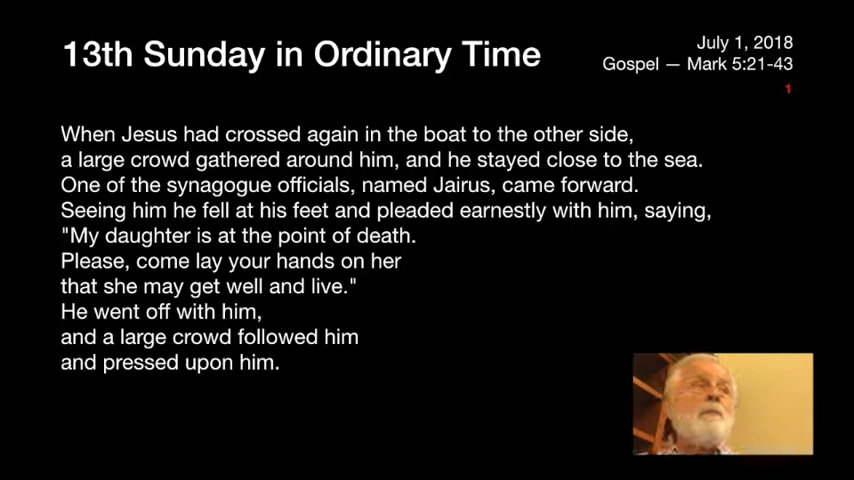 13th Sunday in Ordinary Time
July 1, 2018
Gospel — Mark 5:21-43
1
When Jesus had crossed again in the boat to the other side,
a large crowd gathered around him, and he stayed close to the sea.
One of the synagogue officials, named Jairus, came forward.
Seeing him he fell at his feet and pleaded earnestly with him, saying,
"My daughter is at the point of death.
Please, come lay your hands on her
that she may get well and live."
He went off with him,
and a large crowd followed him
and pressed upon him.